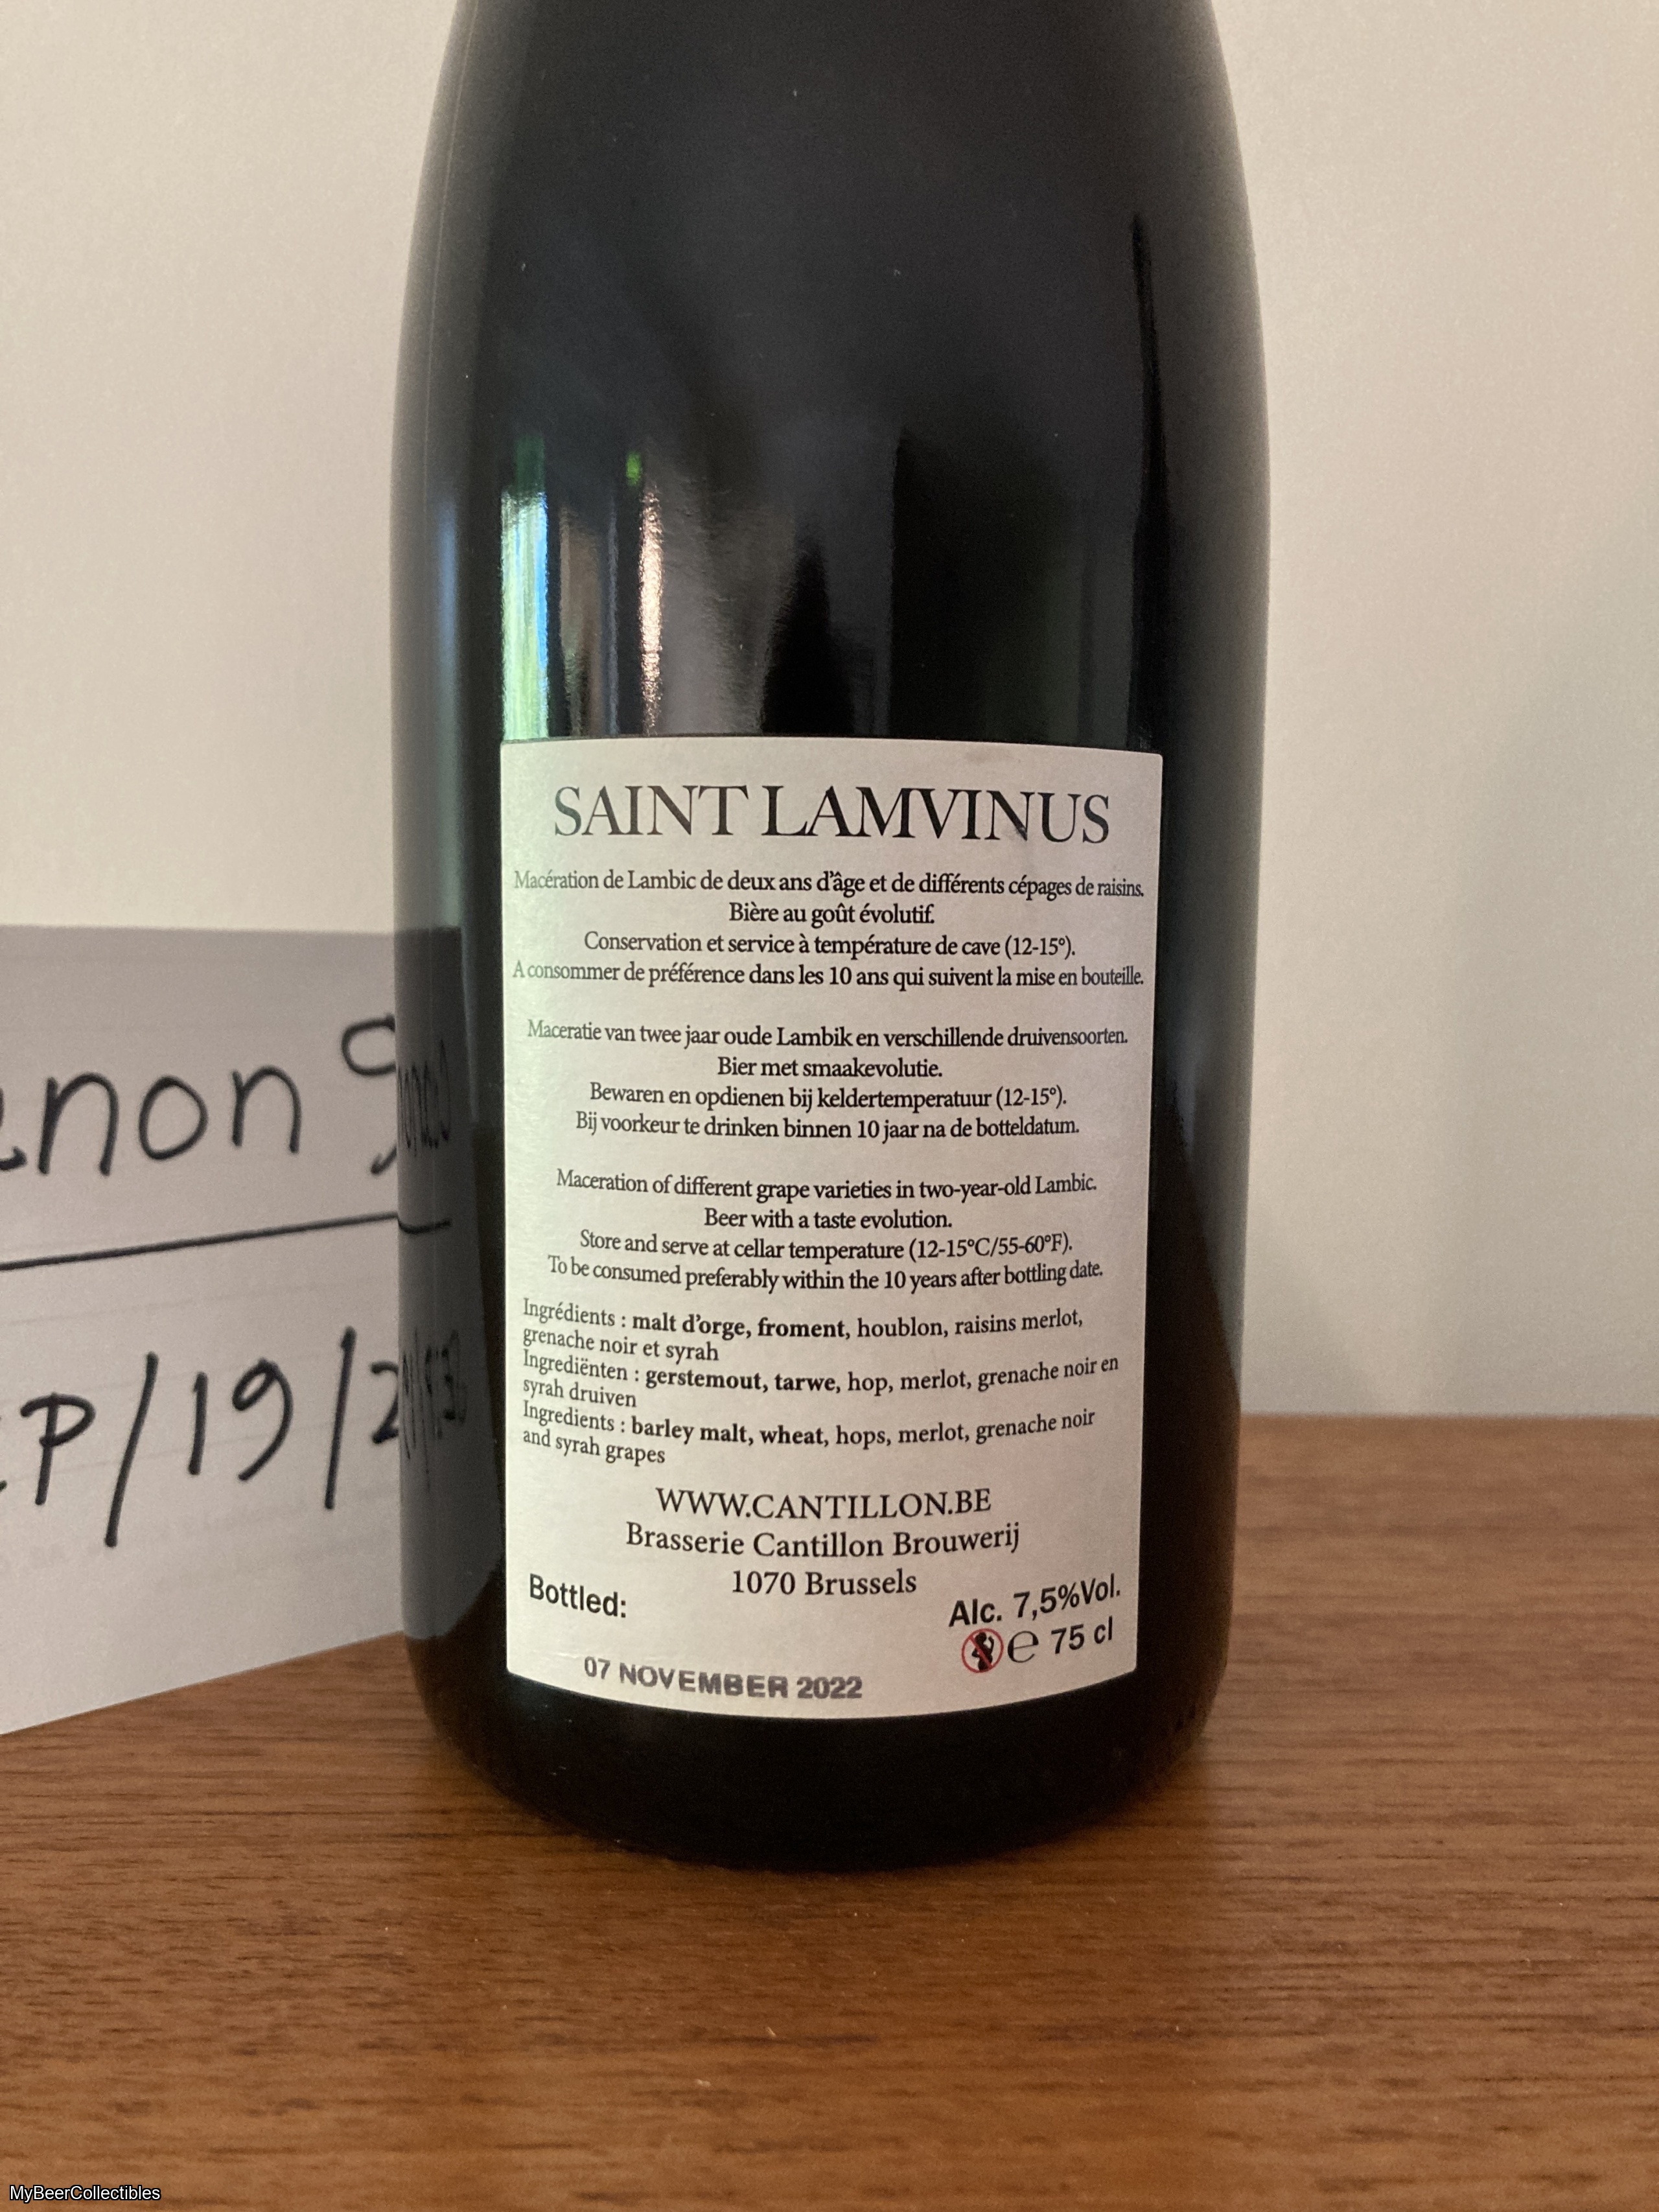 SAINT LAMVINUS
Macération de Lambic de deux ans d'âge et de différents cépages de raisins.
Bière au goût évolutif.
Conservation et service à température de cave (12-15°).
A consommer de préférence dans les 10 ans qui suivent la mise en bouteille.
Maceratie van twee jaar oude Lambik en verschillende druivensoorten.
Bier met smaakevolutie.
Bewaren en opdienen bij keldertemperatuur (12-15°).
Bij voorkeur te drinken binnen 10 jaar na de botteldatum.
Maceration of different grape varieties in two-year-old Lambic.
Beer with a taste evolution.
Store and serve at cellar temperature (12-15°C/55-60°F).
To be consumed preferably within the 10 years after bottling date.
Ingrédients : malt d'orge, froment, houblon, raisins merlot,
grenache noir et syrah
Ingrediënten : gerstemout, tarwe, hop, merlot, grenache noir en
syrah druiven
Ingredients : barley malt, wheat, hops, merlot, grenache noir
and syrah grapes
WWW.CANTILLON.BE
Brasserie Cantillon Brouwerij
1070 Brussels
Bottled:
Alc. 7,5%Vol.
℮ 75 cl
07 NOVEMBER 2022
non
P/19/2
MyBeerCollectibles